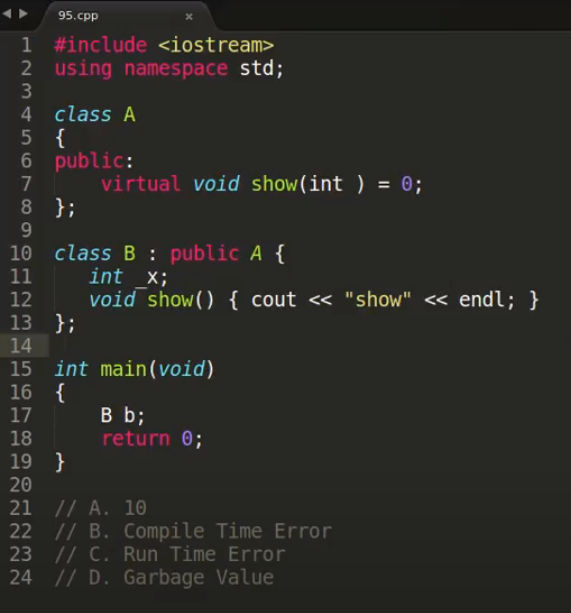 95.cpp
1 #include <iostream>
2 using namespace std;
3
4 class A
5 {
6 public:
7     virtual void show(int ) = 0;
8 };
9
10 class B : public A {
11    int _x;
12    void show() { cout << "show" << endl; }
13 };
14
15 int main(void)
16 {
17     B b;
18     return 0;
19 }
20
21 // A. 10
22 // B. Compile Time Error
23 // C. Run Time Error
24 // D. Garbage Value